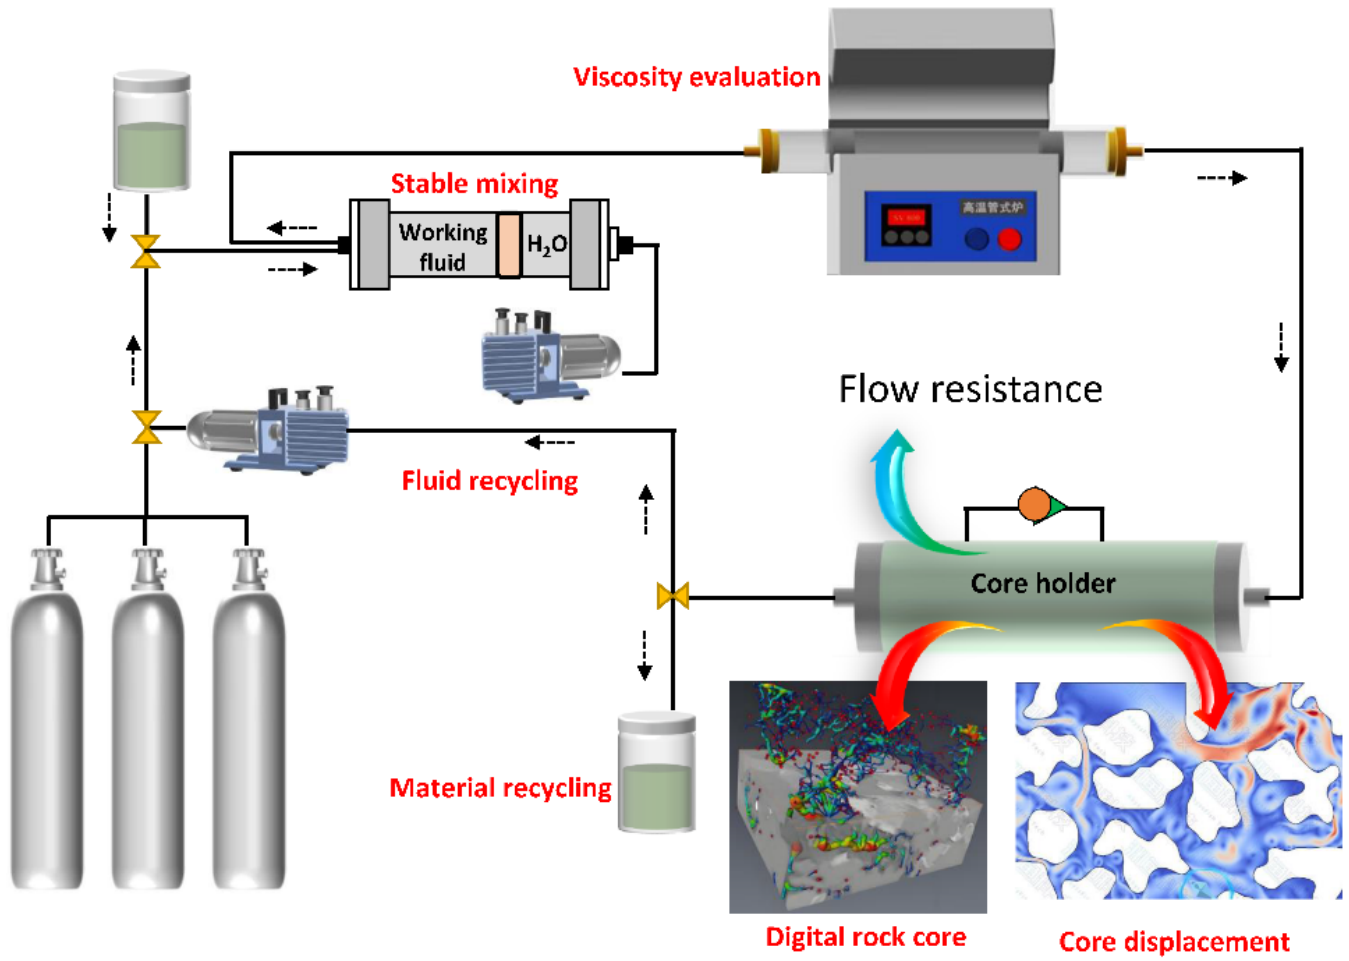 Viscosity evaluation
Stable mixing
Working
fluid
H₂O
高温管式炉
Flow resistance
Fluid recycling
Core holder
Material recycling
Digital rock core
Core displacement